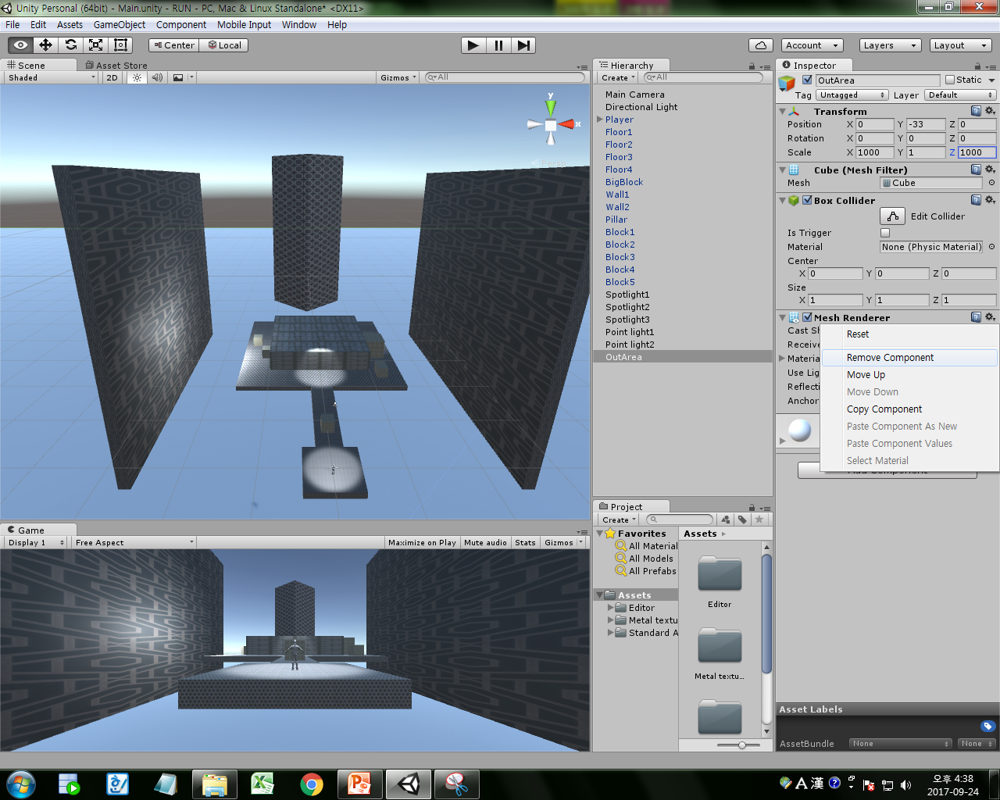 Unity Personal (64bit) - Main.unity - RUN - PC, Mac & Linux Standalone* <DX11>
File Edit Assets GameObject Component Mobile Input Window Help
Center Local Account Layers Layout
Scene Asset Store
Shaded 2D Gizmos All
y
x
Persp
Game
Display 1 Free Aspect Maximize on Play Mute audio Stats Gizmos
Hierarchy
Create All
Main Camera
Directional Light
Player
Floor1
Floor2
Floor3
Floor4
BigBlock
Wall1
Wall2
Pillar
Block1
Block2
Block3
Block4
Block5
Spotlight1
Spotlight2
Spotlight3
Point light1
Point light2
OutArea
Project
Create
Favorites
All Material
All Models
All Prefabs
Assets
Editor
Metal textu
Standard A
Assets
Editor
Metal textu...
Inspector
OutArea Static
Tag Untagged Layer Default
Transform
Position X 0 Y -33 Z 0
Rotation X 0 Y 0 Z 0
Scale X 1000 Y 1 Z 1000
Cube (Mesh Filter)
Mesh Cube
Box Collider
Edit Collider
Is Trigger
Material None (Physic Material)
Center
X 0 Y 0 Z 0
Size
X 1 Y 1 Z 1
Mesh Renderer
Cast Sh
Receive
Materia
Use Lig
Reflecti
Anchor
Reset
Remove Component
Move Up
Move Down
Copy Component
Paste Component As New
Paste Component Values
Select Material
Add Component
Asset Labels
AssetBundle None None
A 漢
오후 4:38
2017-09-24